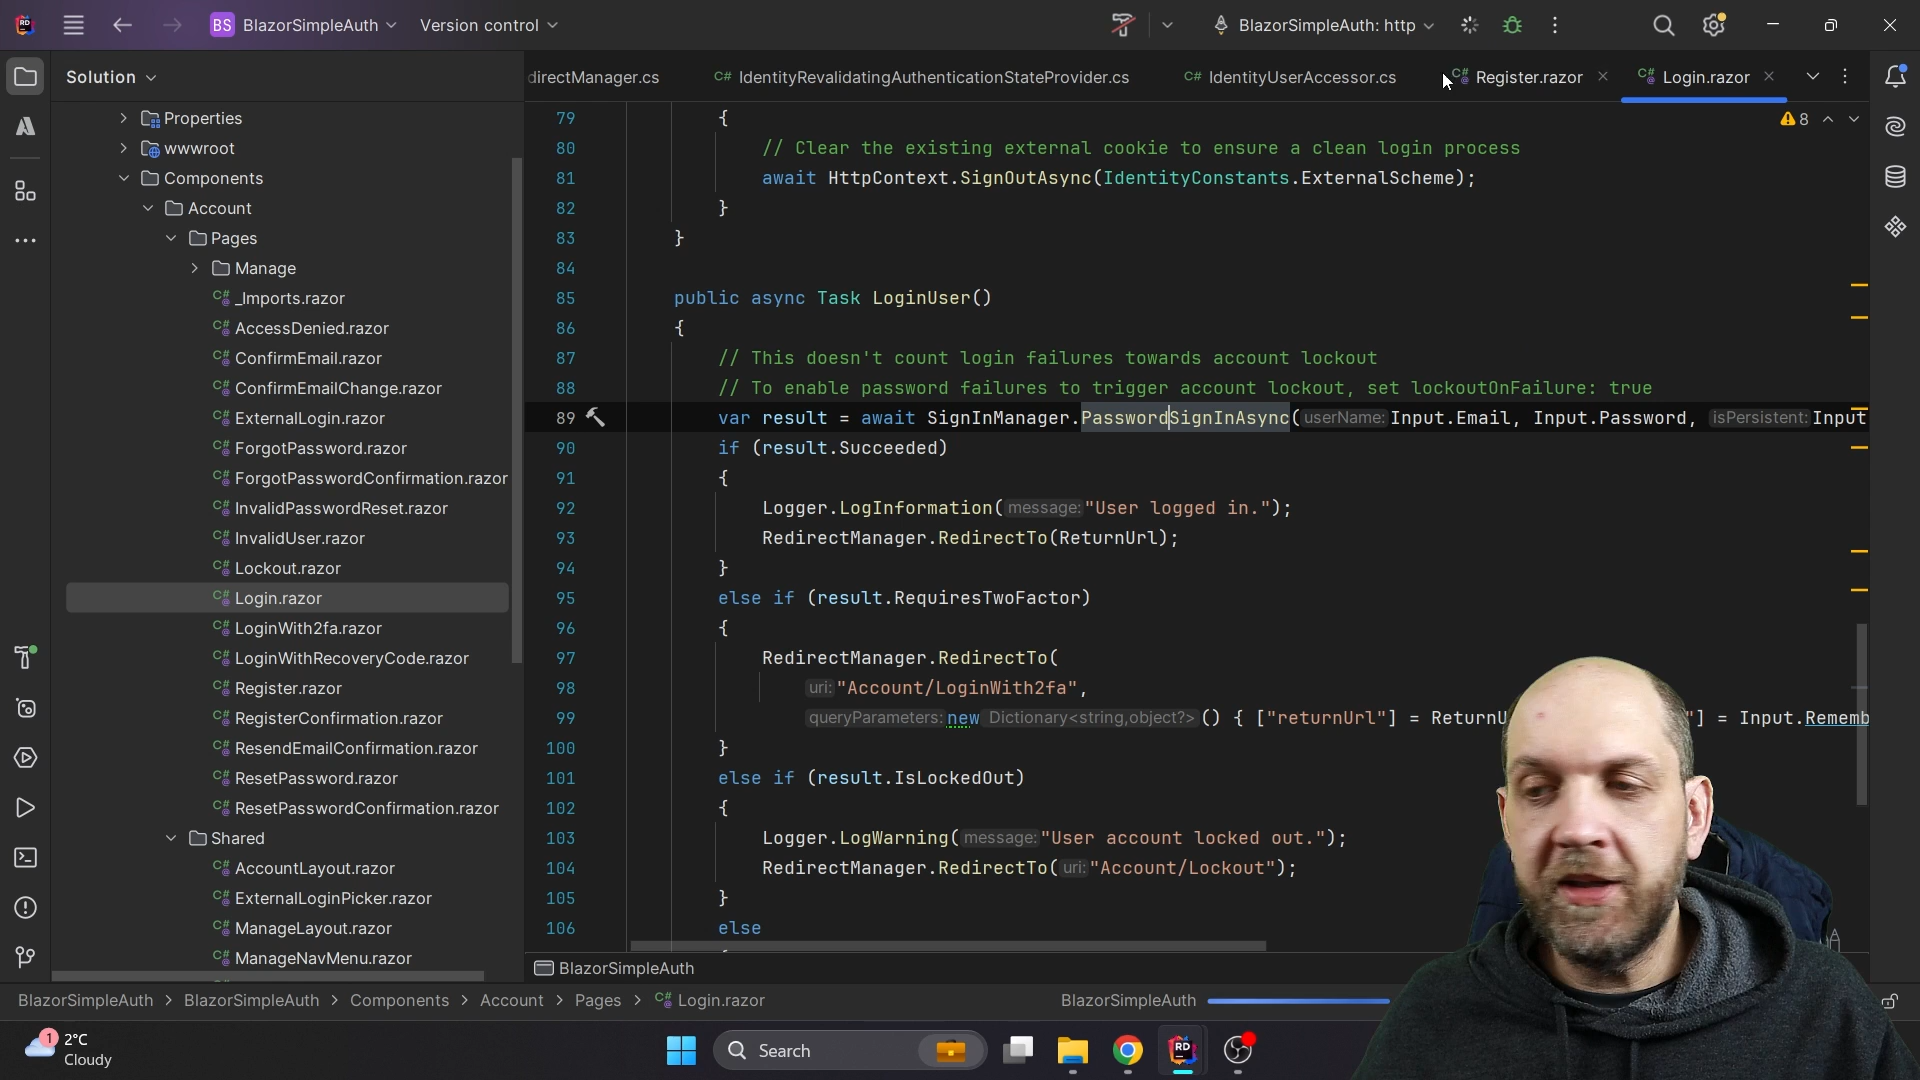 BS BlazorSimpleAuth Version control BlazorSimpleAuth: http
Solution
directManager.cs C# IdentityRevalidatingAuthenticationStateProvider.cs C# IdentityUserAccessor.cs C# Register.razor C# Login.razor
Properties
wwwroot
Components
Account
Pages
Manage
_Imports.razor
AccessDenied.razor
ConfirmEmail.razor
ConfirmEmailChange.razor
ExternalLogin.razor
ForgotPassword.razor
ForgotPasswordConfirmation.razor
InvalidPasswordReset.razor
InvalidUser.razor
Lockout.razor
Login.razor
LoginWith2fa.razor
LoginWithRecoveryCode.razor
Register.razor
RegisterConfirmation.razor
ResendEmailConfirmation.razor
ResetPassword.razor
ResetPasswordConfirmation.razor
Shared
AccountLayout.razor
ExternalLoginPicker.razor
ManageLayout.razor
ManageNavMenu.razor
8
79 {
80 // Clear the existing external cookie to ensure a clean login process
81 await HttpContext.SignOutAsync(IdentityConstants.ExternalScheme);
82 }
83 }
84
85 public async Task LoginUser()
86 {
87 // This doesn't count login failures towards account lockout
88 // To enable password failures to trigger account lockout, set lockoutOnFailure: true
89 var result = await SignInManager.PasswordSignInAsync( userName: Input.Email, Input.Password, isPersistent: Input
90 if (result.Succeeded)
91 {
92 Logger.LogInformation( message: "User logged in.");
93 RedirectManager.RedirectTo(ReturnUrl);
94 }
95 else if (result.RequiresTwoFactor)
96 {
97 RedirectManager.RedirectTo(
98 uri: "Account/LoginWith2fa",
99 queryParameters: new Dictionary<string,object?> () { ["returnUrl"] = ReturnU "] = Input.Rememb
100 }
101 else if (result.IsLockedOut)
102 {
103 Logger.LogWarning( message: "User account locked out.");
104 RedirectManager.RedirectTo( uri: "Account/Lockout");
105 }
106 else
BlazorSimpleAuth
BlazorSimpleAuth > BlazorSimpleAuth > Components > Account > Pages > C# Login.razor BlazorSimpleAuth
1 2°C
Cloudy
Search
RD